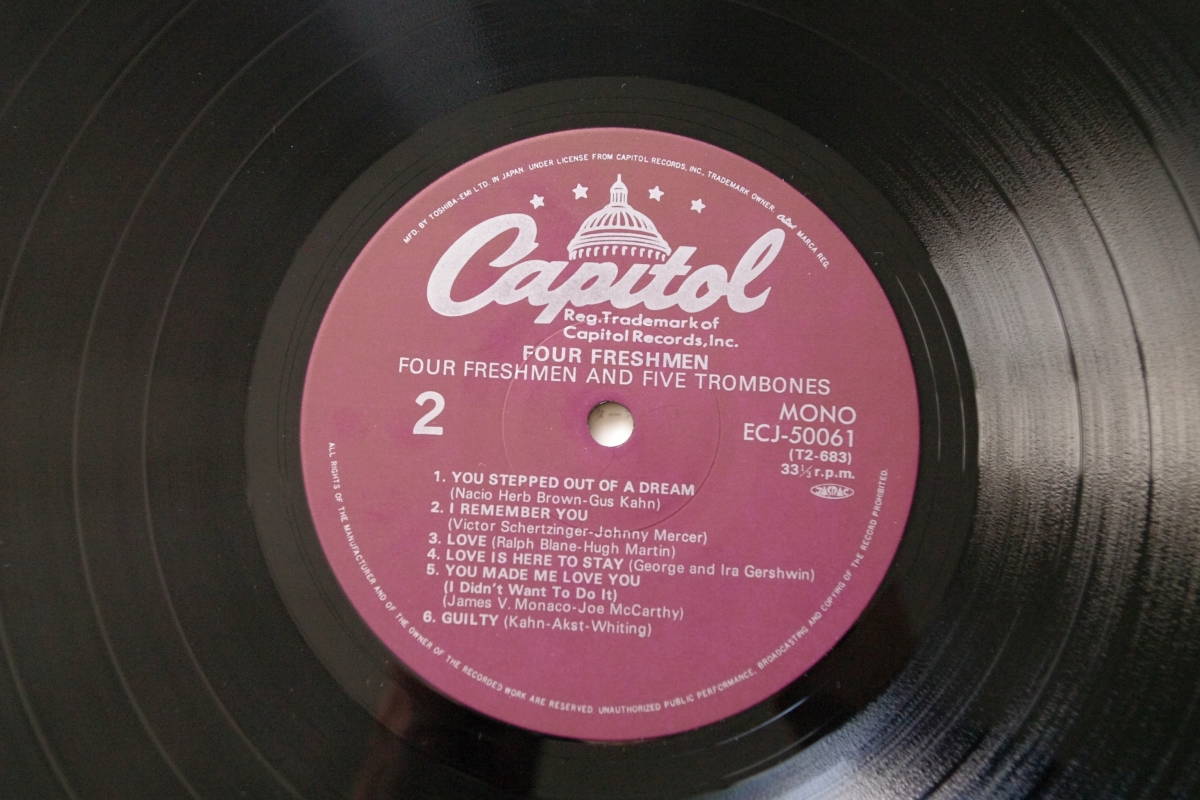 MFD. BY TOSHIBA-EMI LTD. IN JAPAN. UNDER LICENSE FROM CAPITOL RECORDS, INC., TRADEMARK OWNER. Capitol MARCA REG.
Capitol
Reg. Trademark of
Capitol Records, Inc.
FOUR FRESHMEN
FOUR FRESHMEN AND FIVE TROMBONES
2
MONO
ECJ-50061
(T2-683)
33⅓ r.p.m.
JASRAC
1. YOU STEPPED OUT OF A DREAM
(Nacio Herb Brown-Gus Kahn)
2. I REMEMBER YOU
(Victor Schertzinger-Johnny Mercer)
3. LOVE (Ralph Blane-Hugh Martin)
4. LOVE IS HERE TO STAY (George and Ira Gershwin)
5. YOU MADE ME LOVE YOU
(I Didn't Want To Do It)
(James V. Monaco-Joe McCarthy)
6. GUILTY (Kahn-Akst-Whiting)
ALL RIGHTS OF THE MANUFACTURER AND OF THE OWNER OF THE RECORDED WORK ARE RESERVED. UNAUTHORIZED PUBLIC PERFORMANCE, BROADCASTING AND COPYING OF THE RECORD PROHIBITED.